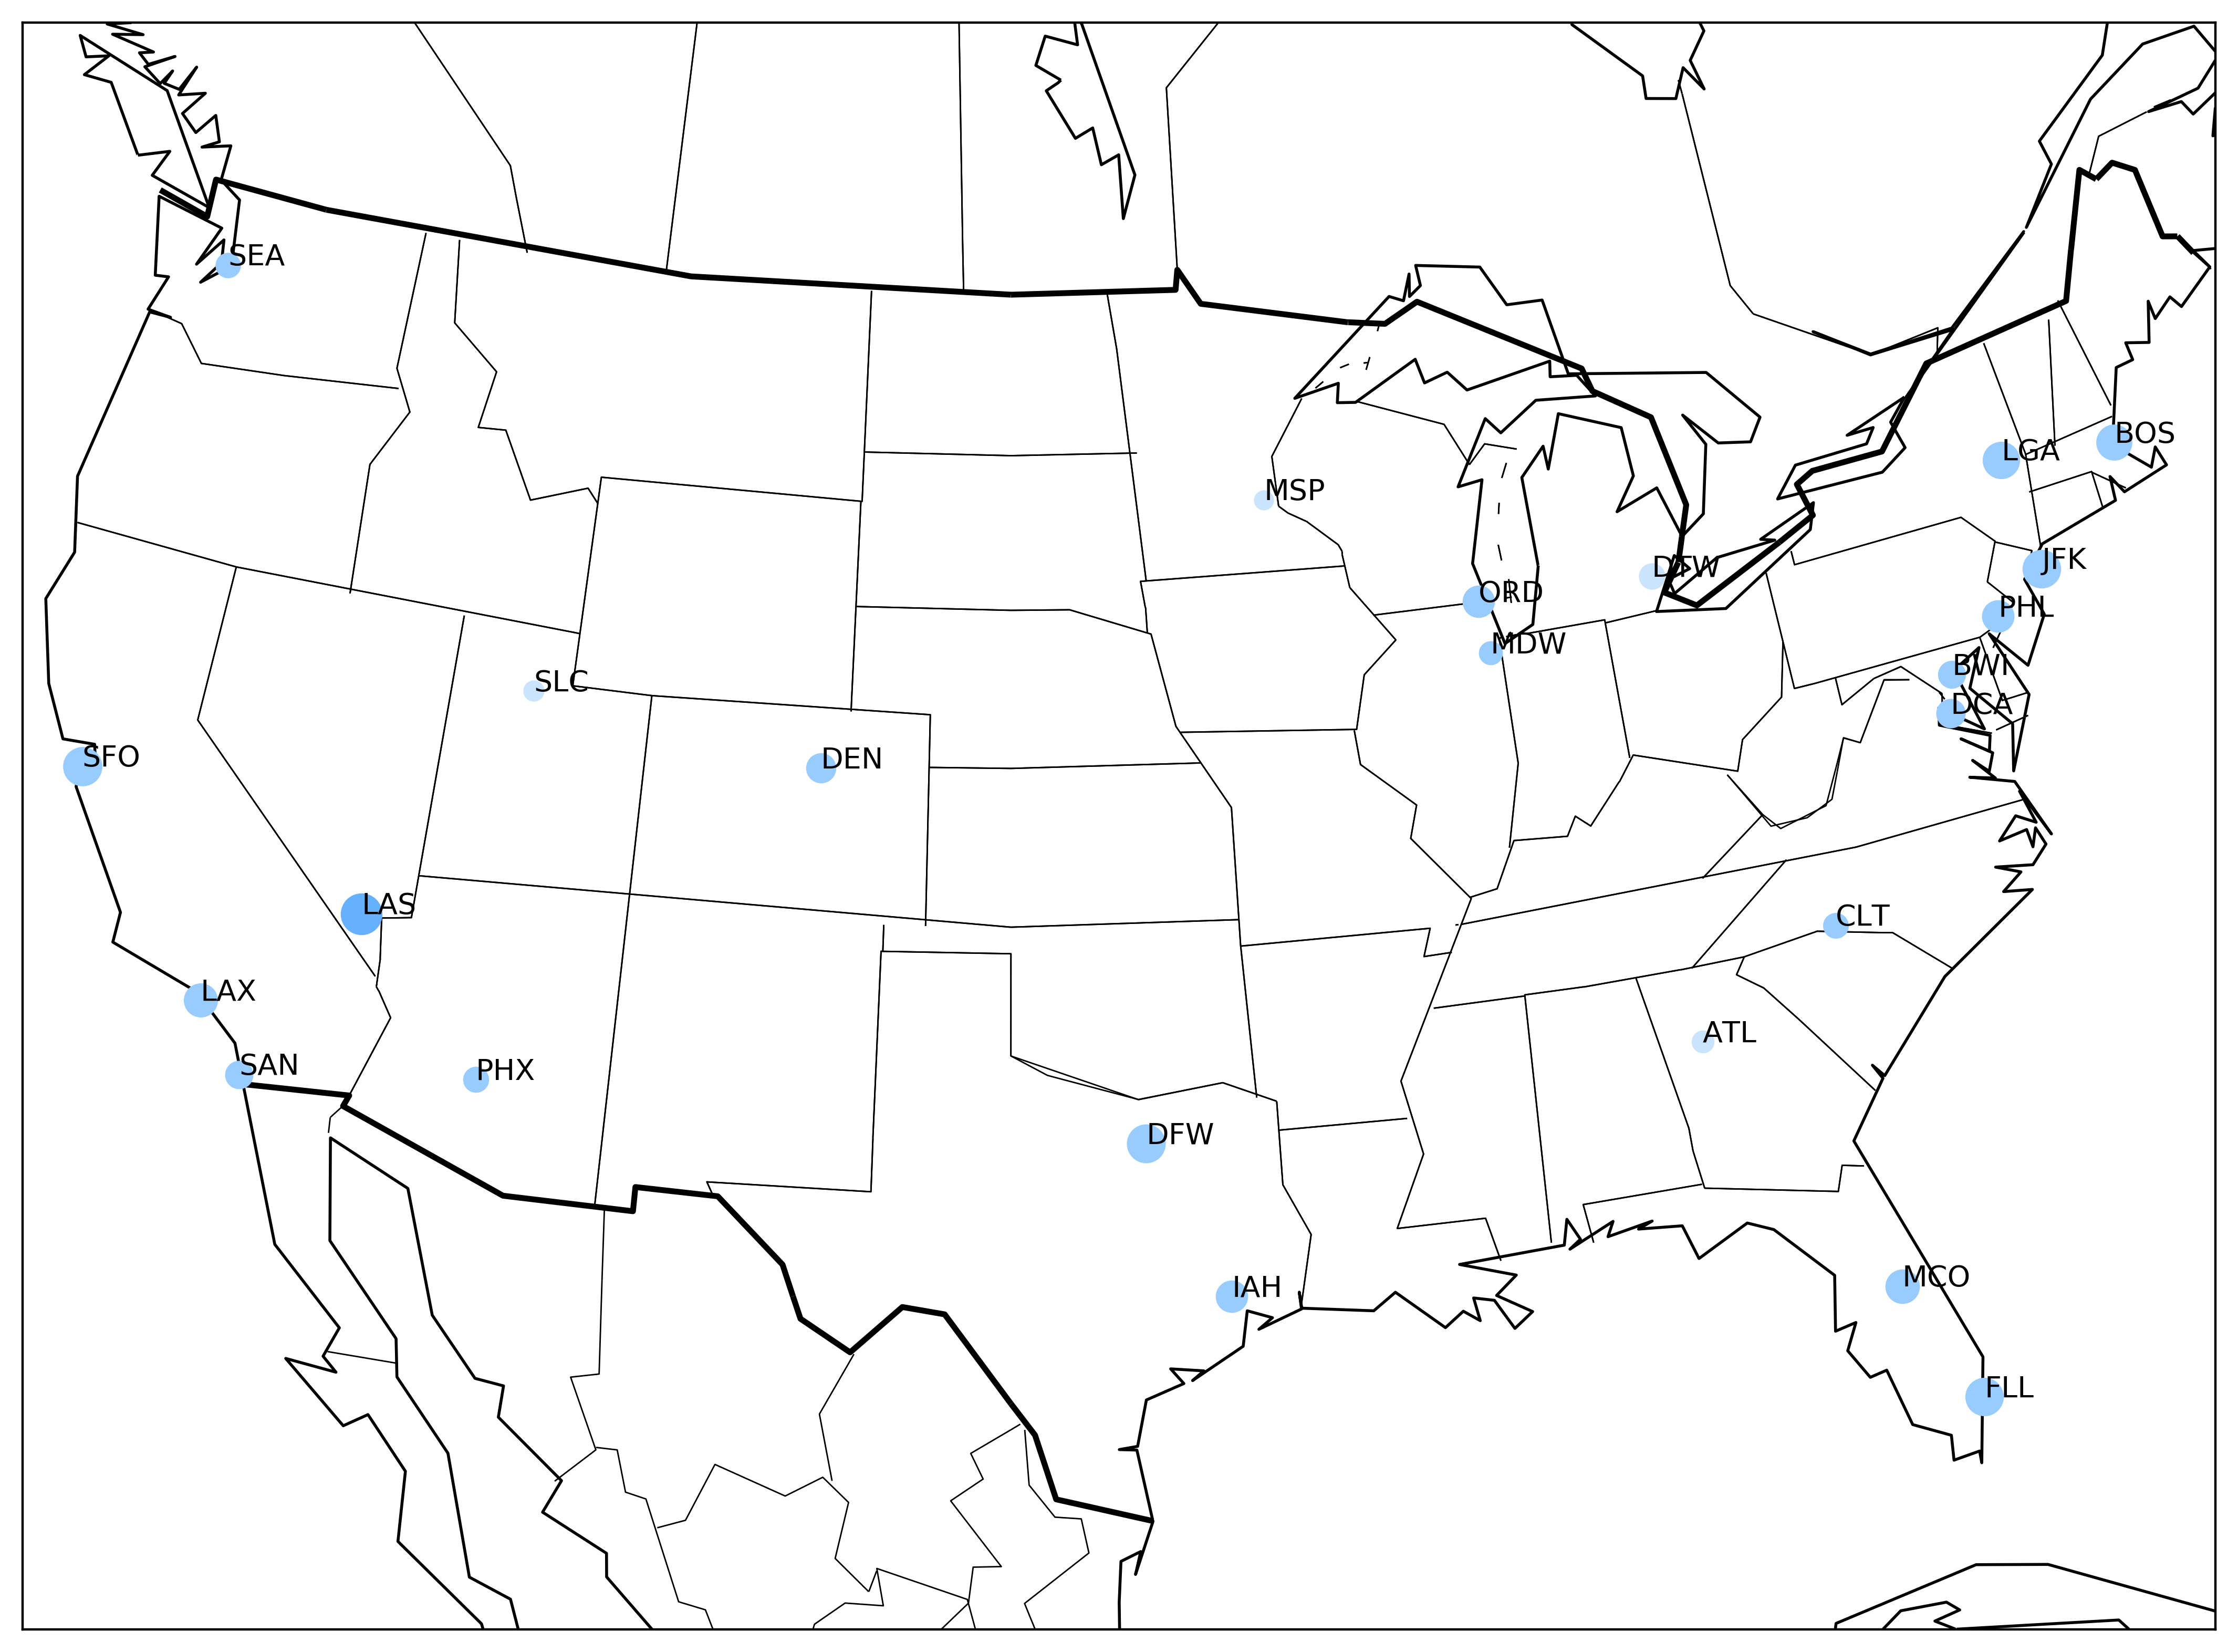 SEA
BOS
LGA
MSP
JFK
DTW
ORD
PHL
MDW
BWI
SLC
DCA
SFO
DEN
LAS
CLT
LAX
ATL
SAN
PHX
DFW
MCO
IAH
FLL